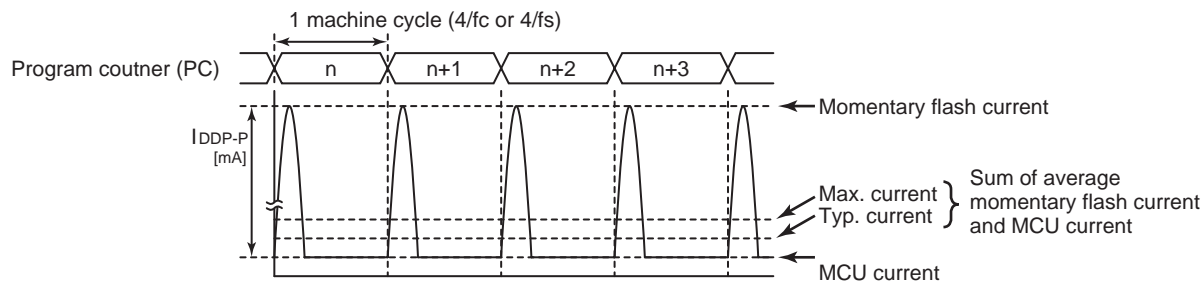 1 machine cycle (4/fc or 4/fs)
Program coutner (PC)
n
n+1
n+2
n+3
Momentary flash current
IDDP-P
[mA]
Max. current
Typ. current
Sum of average
momentary flash current
and MCU current
MCU current